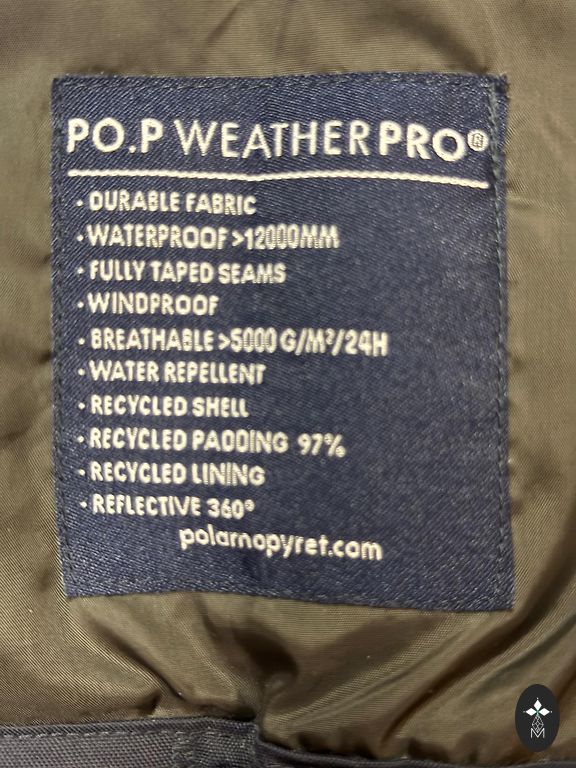 PO.P WEATHERPRO®
· DURABLE FABRIC
· WATERPROOF >12000MM
· FULLY TAPED SEAMS
· WINDPROOF
· BREATHABLE >5000 G/M²/24H
· WATER REPELLENT
· RECYCLED SHELL
· RECYCLED PADDING 97%
· RECYCLED LINING
· REFLECTIVE 360°
polarnopyret.com
M